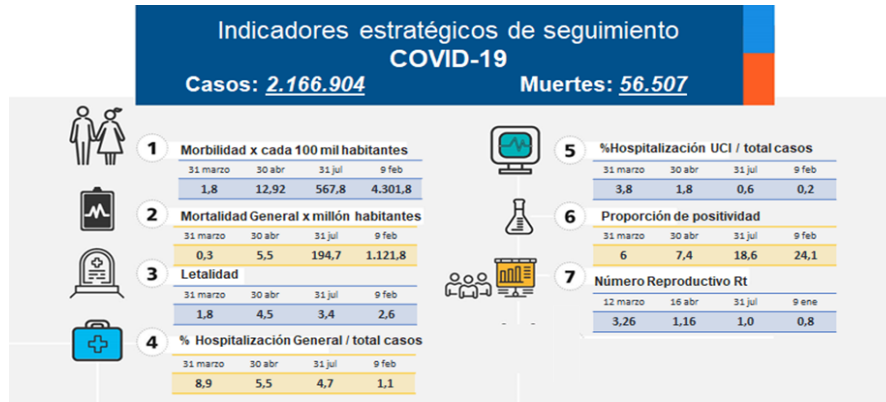 Indicadores estratégicos de seguimiento
COVID-19
Casos: 2.166.904 Muertes: 56.507
1 Morbilidad x cada 100 mil habitantes
31 marzo 30 abr 31 jul 9 feb
1,8 12,92 567,8 4.301,8
2 Mortalidad General x millón habitantes
31 marzo 30 abr 31 jul 9 feb
0,3 5,5 194,7 1.121,8
3 Letalidad
31 marzo 30 abr 31 jul 9 feb
1,8 4,5 3,4 2,6
4 % Hospitalización General / total casos
31 marzo 30 abr 31 jul 9 feb
8,9 5,5 4,7 1,1
5 %Hospitalización UCI / total casos
31 marzo 30 abr 31 jul 9 feb
3,8 1,8 0,6 0,2
6 Proporción de positividad
31 marzo 30 abr 31 jul 9 feb
6 7,4 18,6 24,1
7 Número Reproductivo Rt
12 marzo 16 abr 31 jul 9 ene
3,26 1,16 1,0 0,8